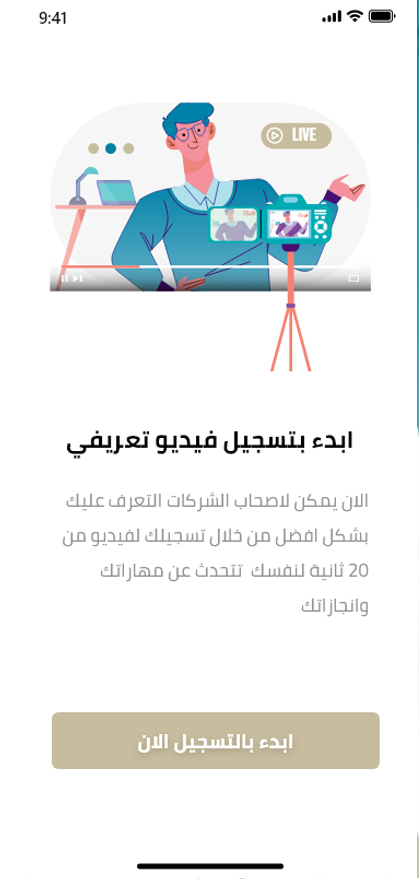 9:41
LIVE
ابدء بتسجيل فيديو تعريفي
الان يمكن لاصحاب الشركات التعرف عليك
بشكل افضل من خلال تسجيلك لفيديو من
20 ثانية لنفسك تتحدث عن مهاراتك
وانجازاتك
ابدء بالتسجيل الان